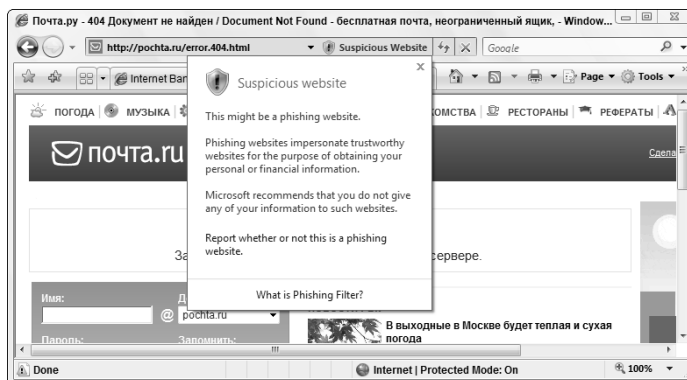 Почта.ру - 404 Документ не найден / Document Not Found - бесплатная почта, неограниченный ящик, - Window...
http://pochta.ru/error.404.html Suspicious Website Google
Internet Bar Page Tools
погода музыка комства рестораны рефераты
почта.ru
Сдела
Suspicious website
This might be a phishing website.
Phishing websites impersonate trustworthy
websites for the purpose of obtaining your
personal or financial information.
Microsoft recommends that you do not give
any of your information to such websites.
Report whether or not this is a phishing
website.
What is Phishing Filter?
За сервере.
Имя:
@ pochta.ru
Пароль: Запомнить:
В выходные в Москве будет теплая и сухая
погода
Done Internet | Protected Mode: On 100%